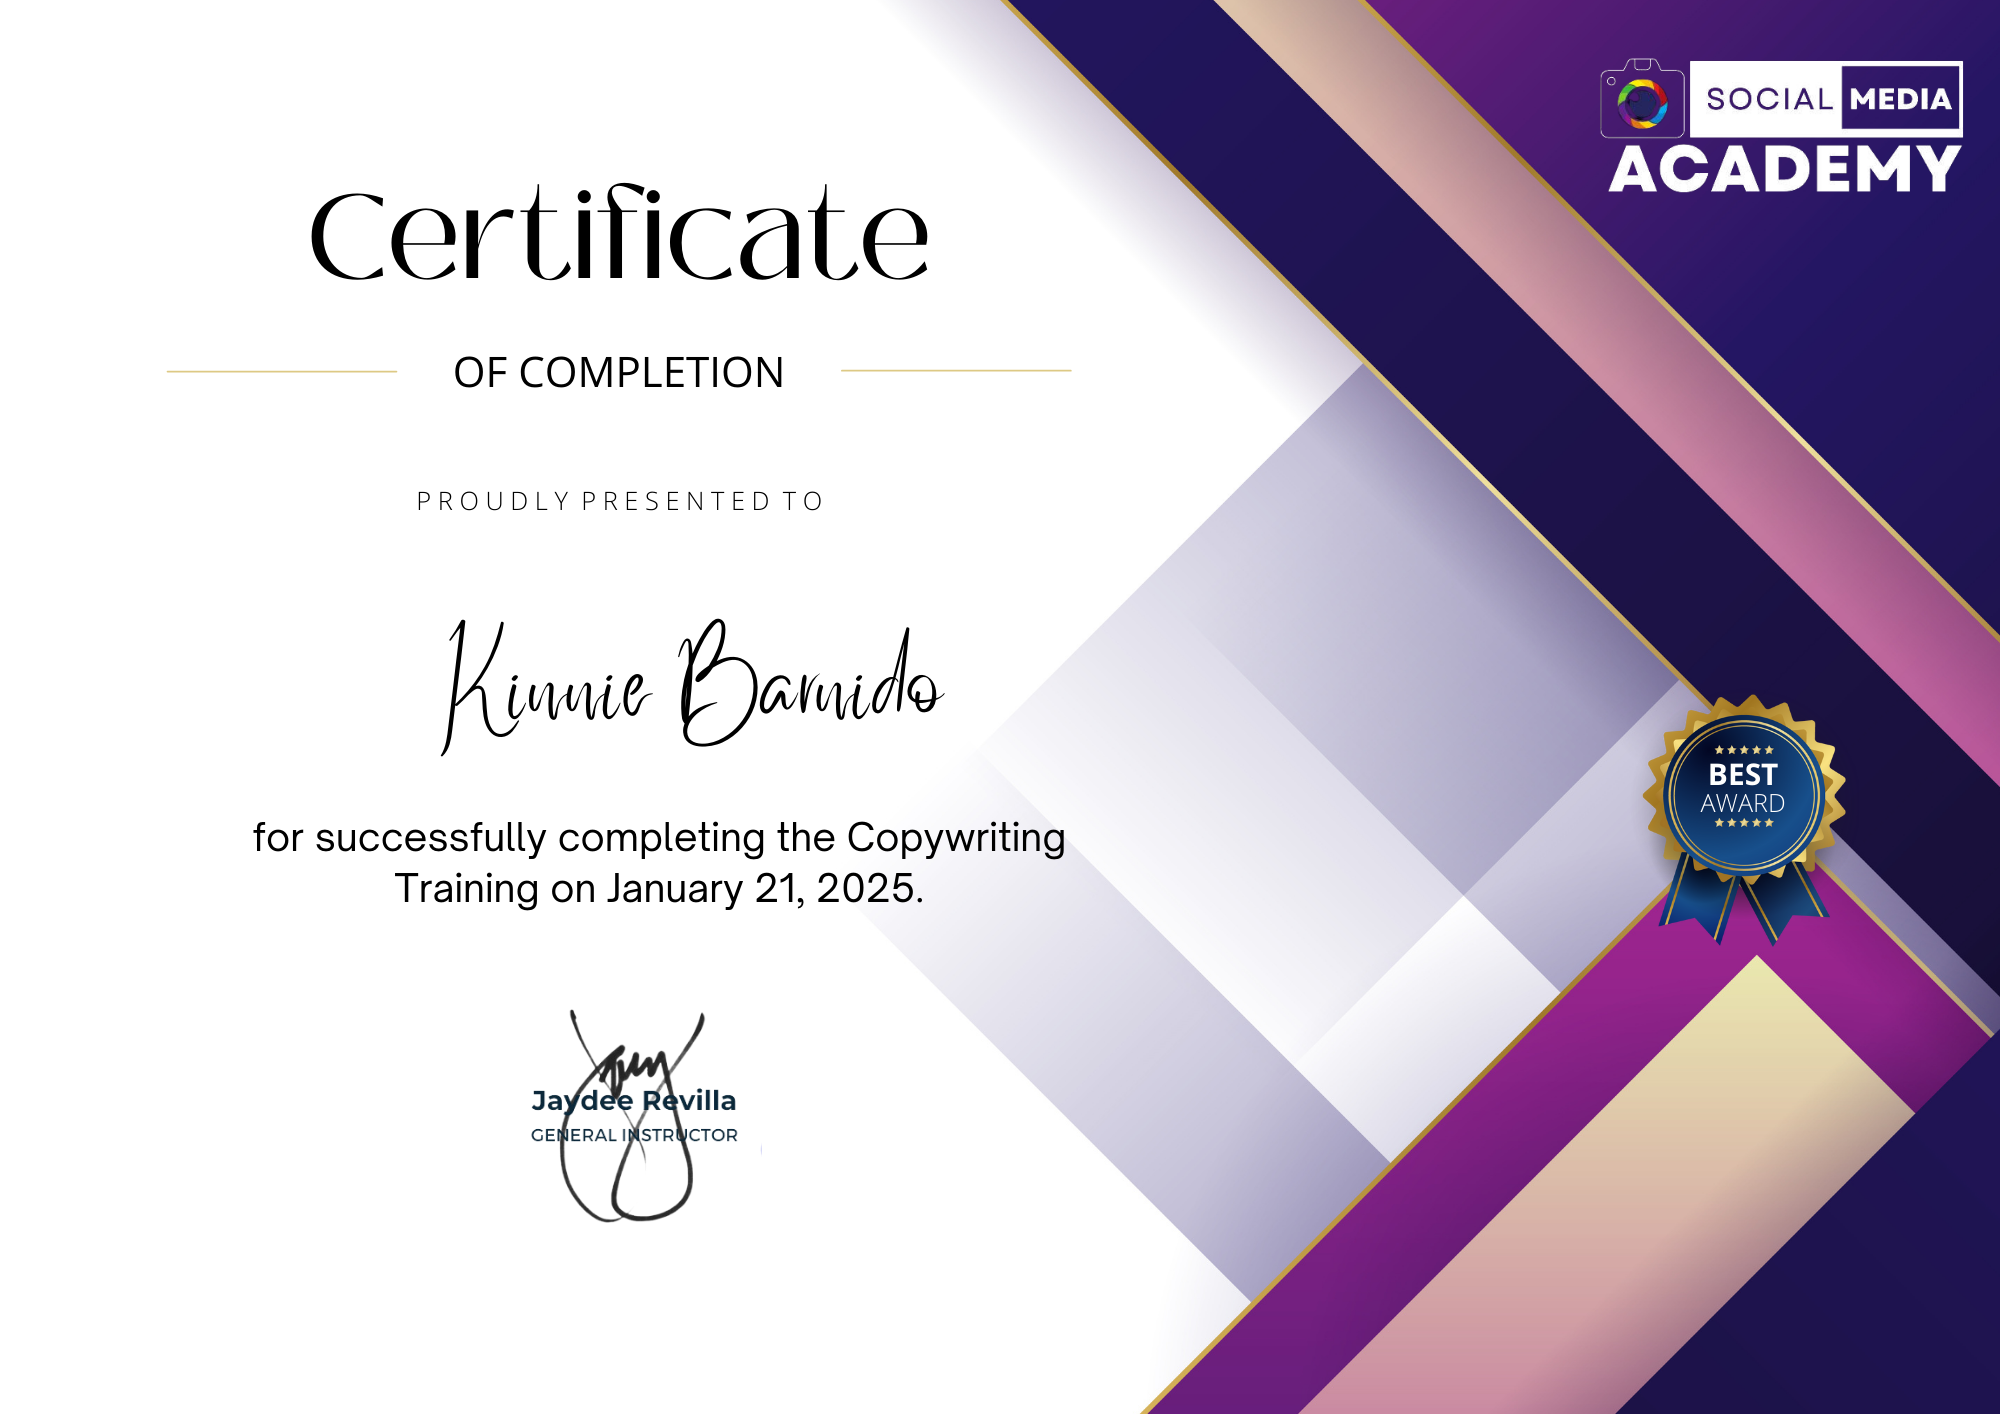 SOCIAL MEDIA
ACADEMY
Certificate
OF COMPLETION
PROUDLY PRESENTED TO
Kinnie Barnido
BEST
AWARD
for successfully completing the Copywriting
Training on January 21, 2025.
Jaydee Revilla
GENERAL INSTRUCTOR